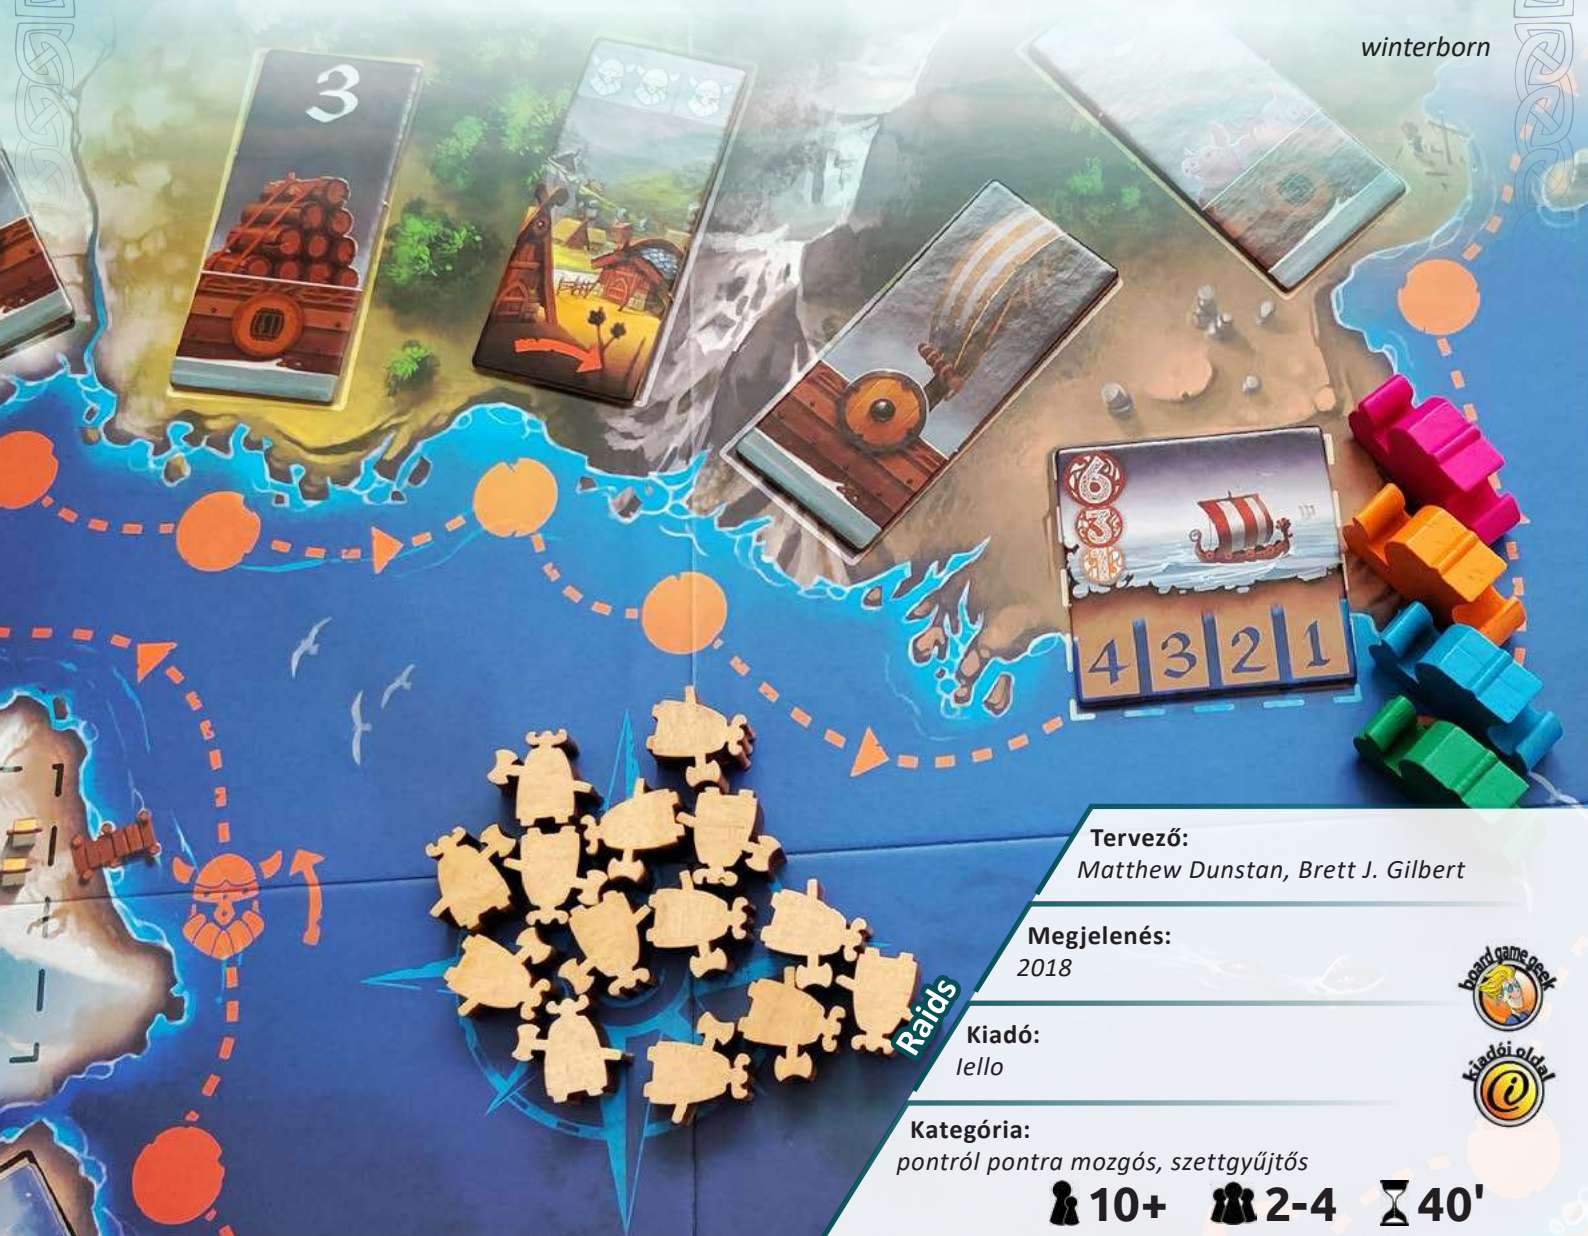 winterborn
3
6
3
1
4 3 2 1
Raids
Tervező:
Matthew Dunstan, Brett J. Gilbert
Megjelenés:
2018
board game geek
Kiadó:
Iello
kiadói oldal
i
Kategória:
pontról pontra mozgós, szettgyűjtős
10+ 2-4 40'